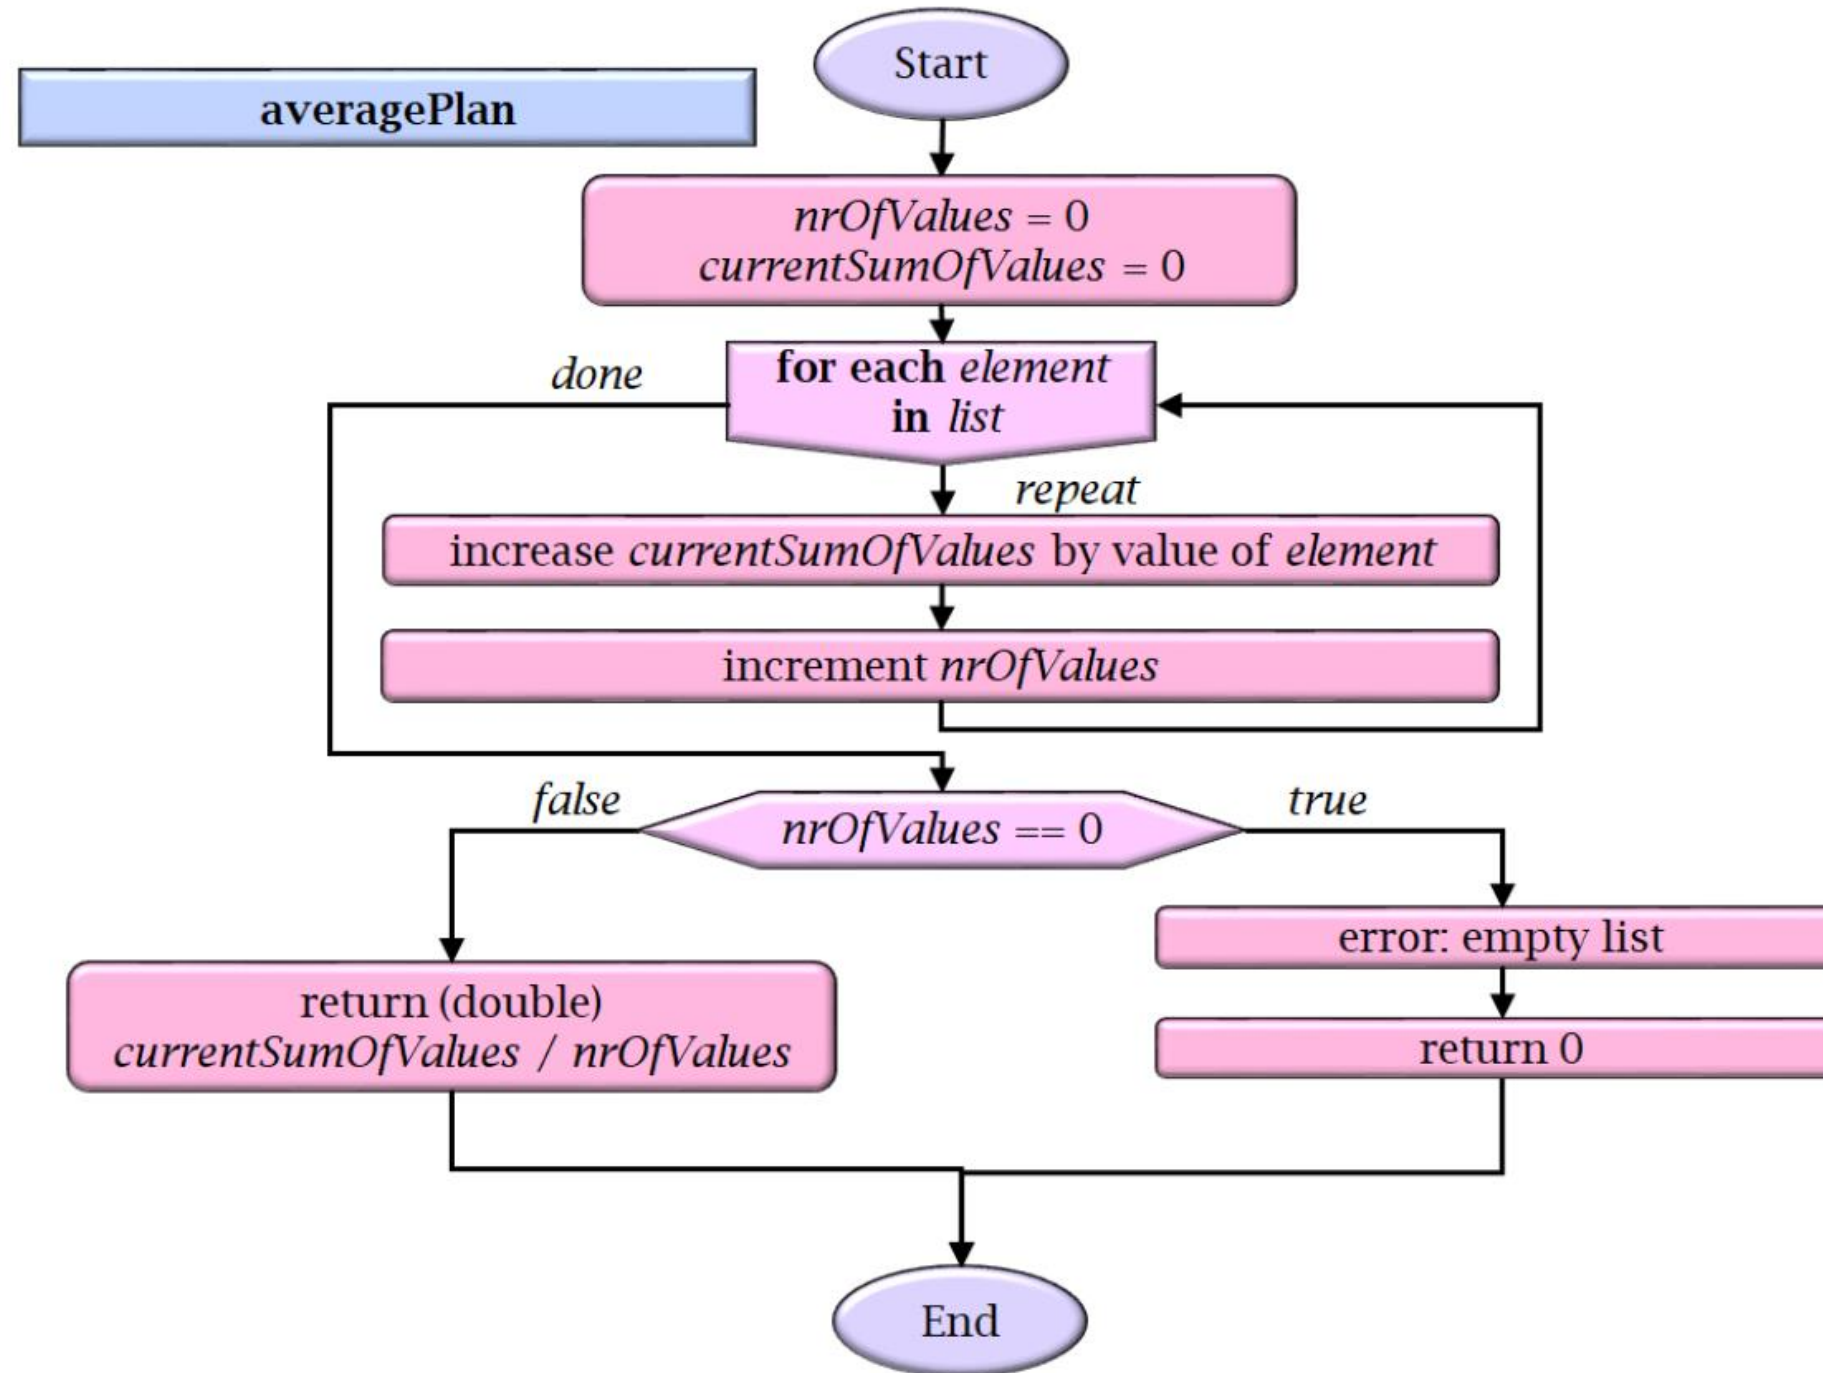 averagePlan
Start
nrOfValues = 0
currentSumOfValues = 0
for each element
in list
done
repeat
increase currentSumOfValues by value of element
increment nrOfValues
false
nrOfValues == 0
true
error: empty list
return (double)
currentSumOfValues / nrOfValues
return 0
End